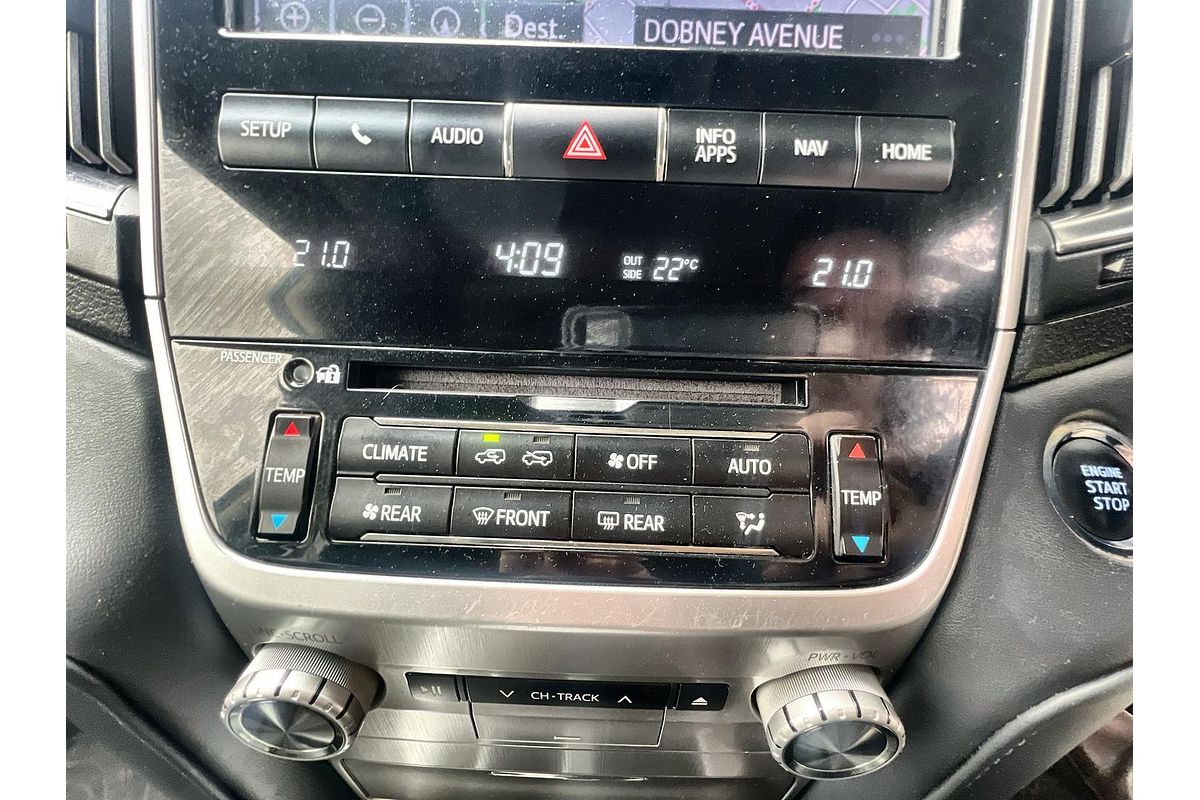 Dest.
DOBNEY AVENUE
SETUP
AUDIO
INFO
APPS
NAV
HOME
21.0
4:09
OUT
SIDE
22°C
21.0
PASSENGER
TEMP
CLIMATE
OFF
AUTO
TEMP
REAR
FRONT
REAR
ENGINE
START
STOP
SCROLL
PWR·VOL
CH·TRACK